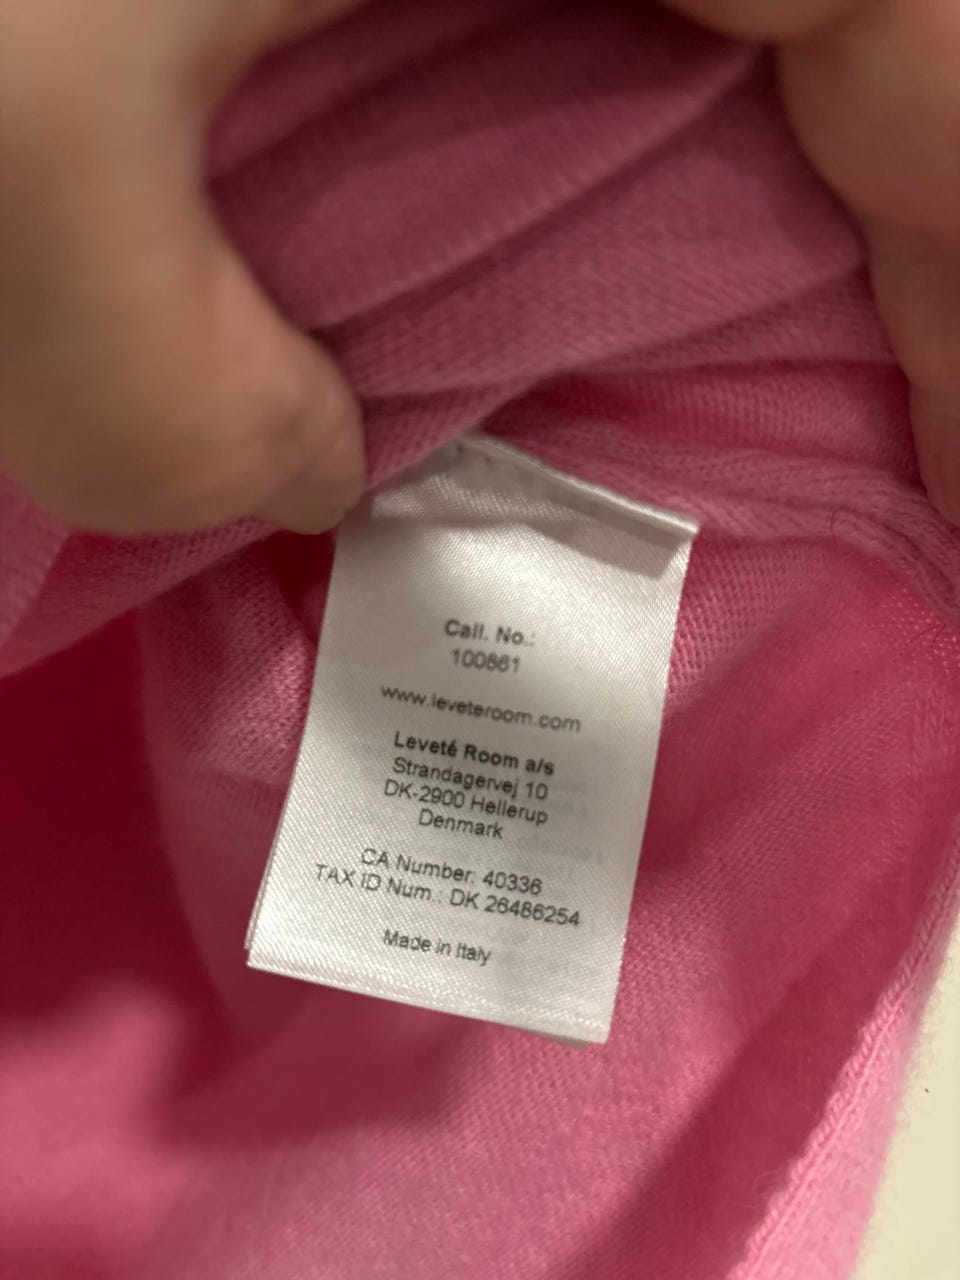 Call. No.:
100861
www.leveteroom.com
Leveté Room a/s
Strandagervej 10
DK-2900 Hellerup
Denmark
CA Number: 40336
TAX ID Num.: DK 26486254
Made in Italy